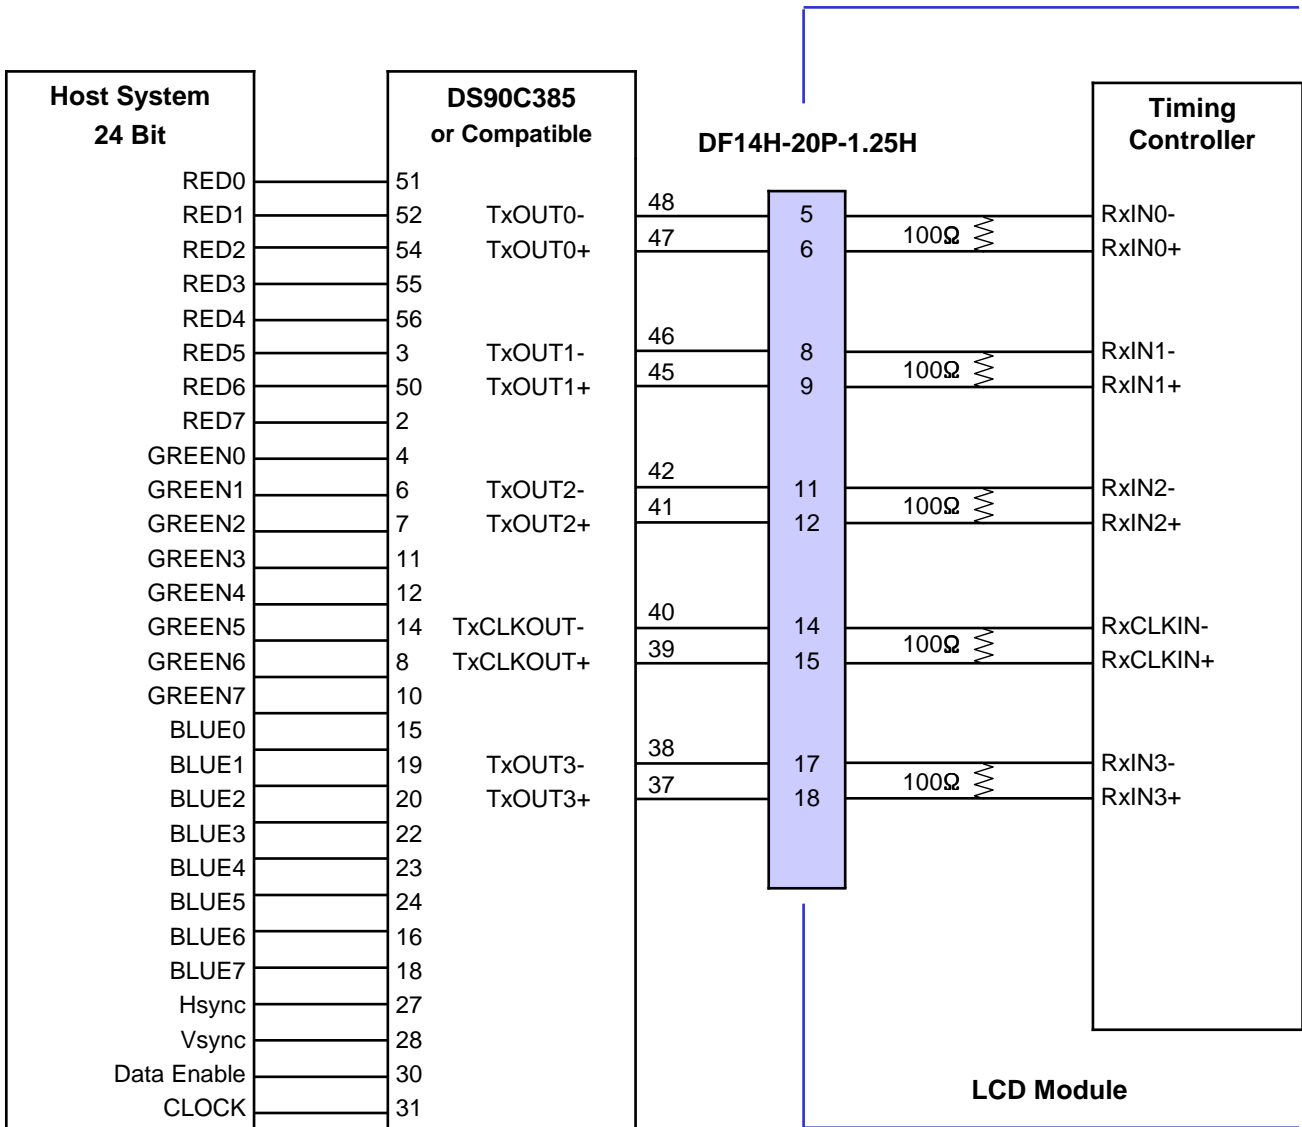 Host System
24 Bit
DS90C385
or Compatible
DF14H-20P-1.25H
Timing
Controller
RED0 51
RED1 52 TxOUT0- 48 5 RxIN0-
100Ω
RED2 54 TxOUT0+ 47 6 RxIN0+
RED3 55
RED4 56
RED5 3 TxOUT1- 46 8 RxIN1-
100Ω
RED6 50 TxOUT1+ 45 9 RxIN1+
RED7 2
GREEN0 4
GREEN1 6 TxOUT2- 42 11 RxIN2-
100Ω
GREEN2 7 TxOUT2+ 41 12 RxIN2+
GREEN3 11
GREEN4 12
GREEN5 14 TxCLKOUT- 40 14 RxCLKIN-
100Ω
GREEN6 8 TxCLKOUT+ 39 15 RxCLKIN+
GREEN7 10
BLUE0 15
BLUE1 19 TxOUT3- 38 17 RxIN3-
100Ω
BLUE2 20 TxOUT3+ 37 18 RxIN3+
BLUE3 22
BLUE4 23
BLUE5 24
BLUE6 16
BLUE7 18
Hsync 27
Vsync 28
Data Enable 30
CLOCK 31
LCD Module